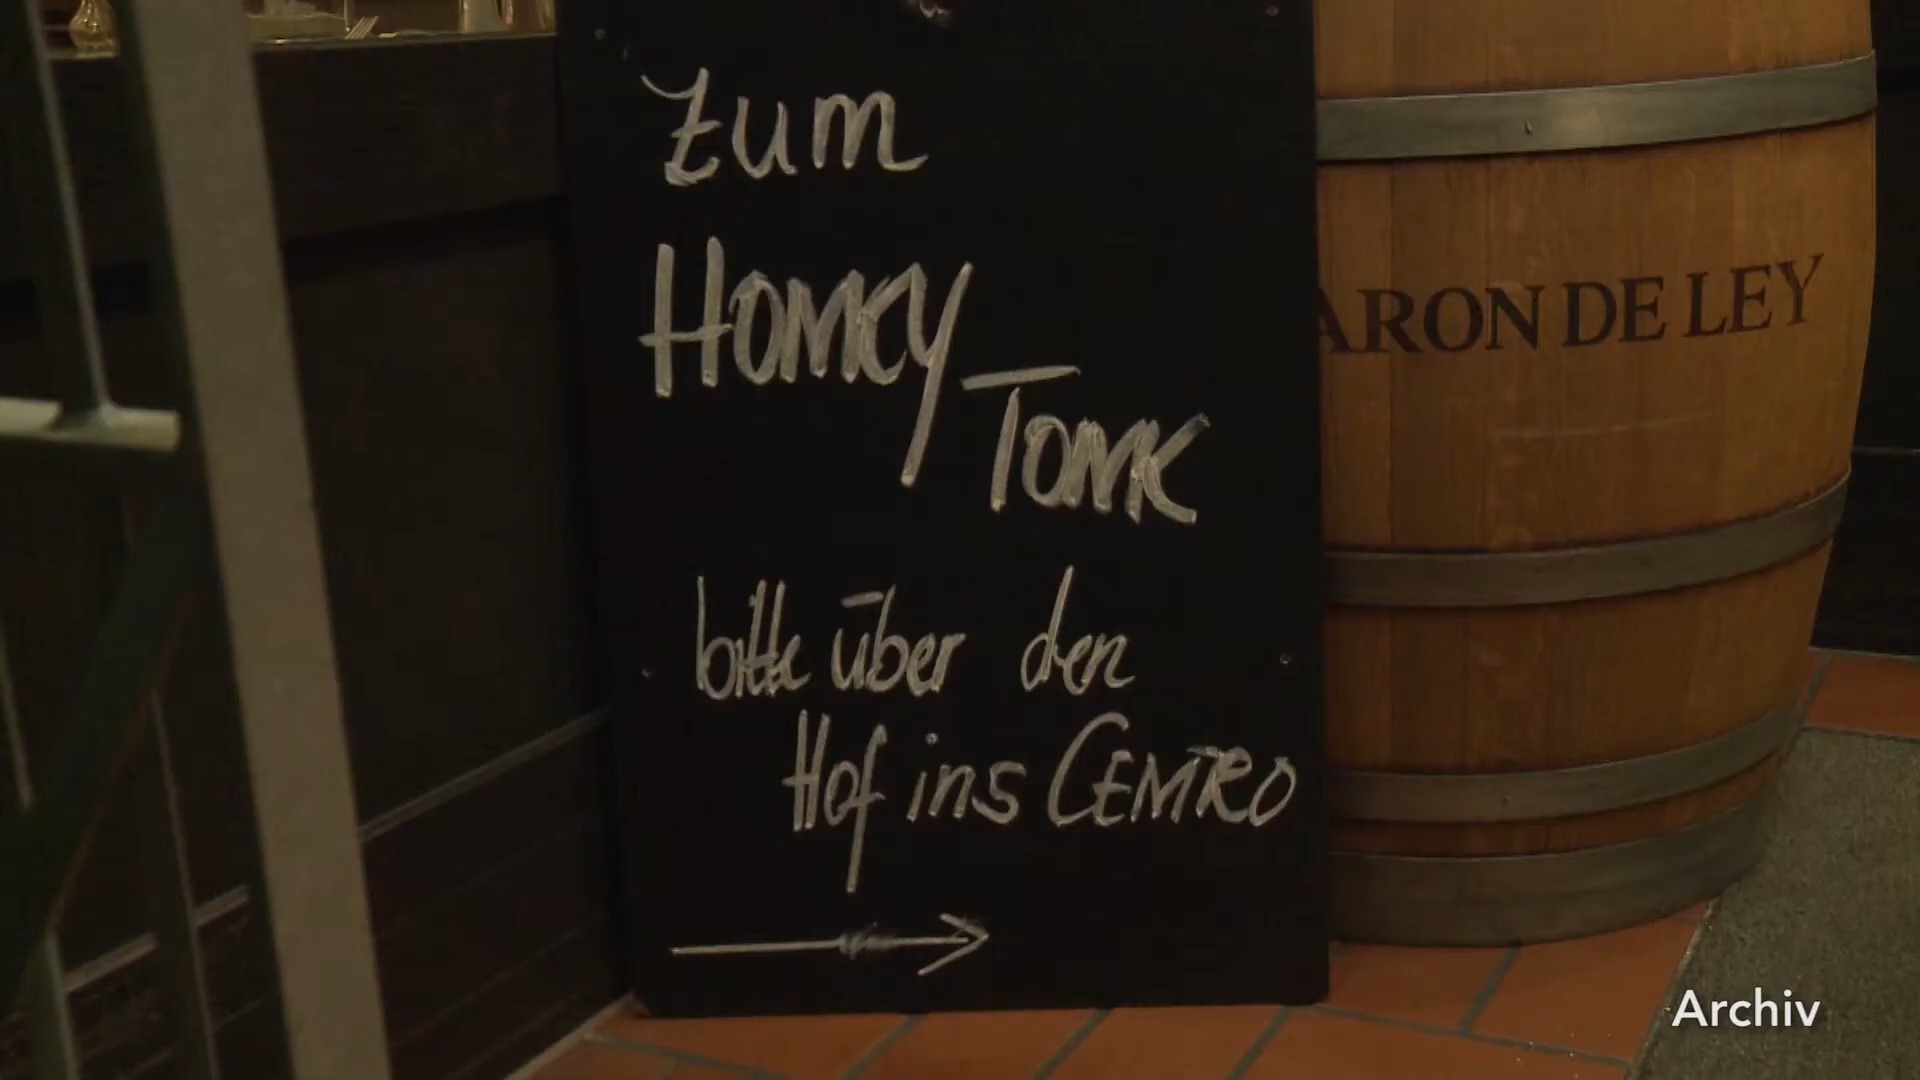 Zum
Honky
Tonk
bitte über den
Hof ins CENTRO
ARON DE LEY
Archiv